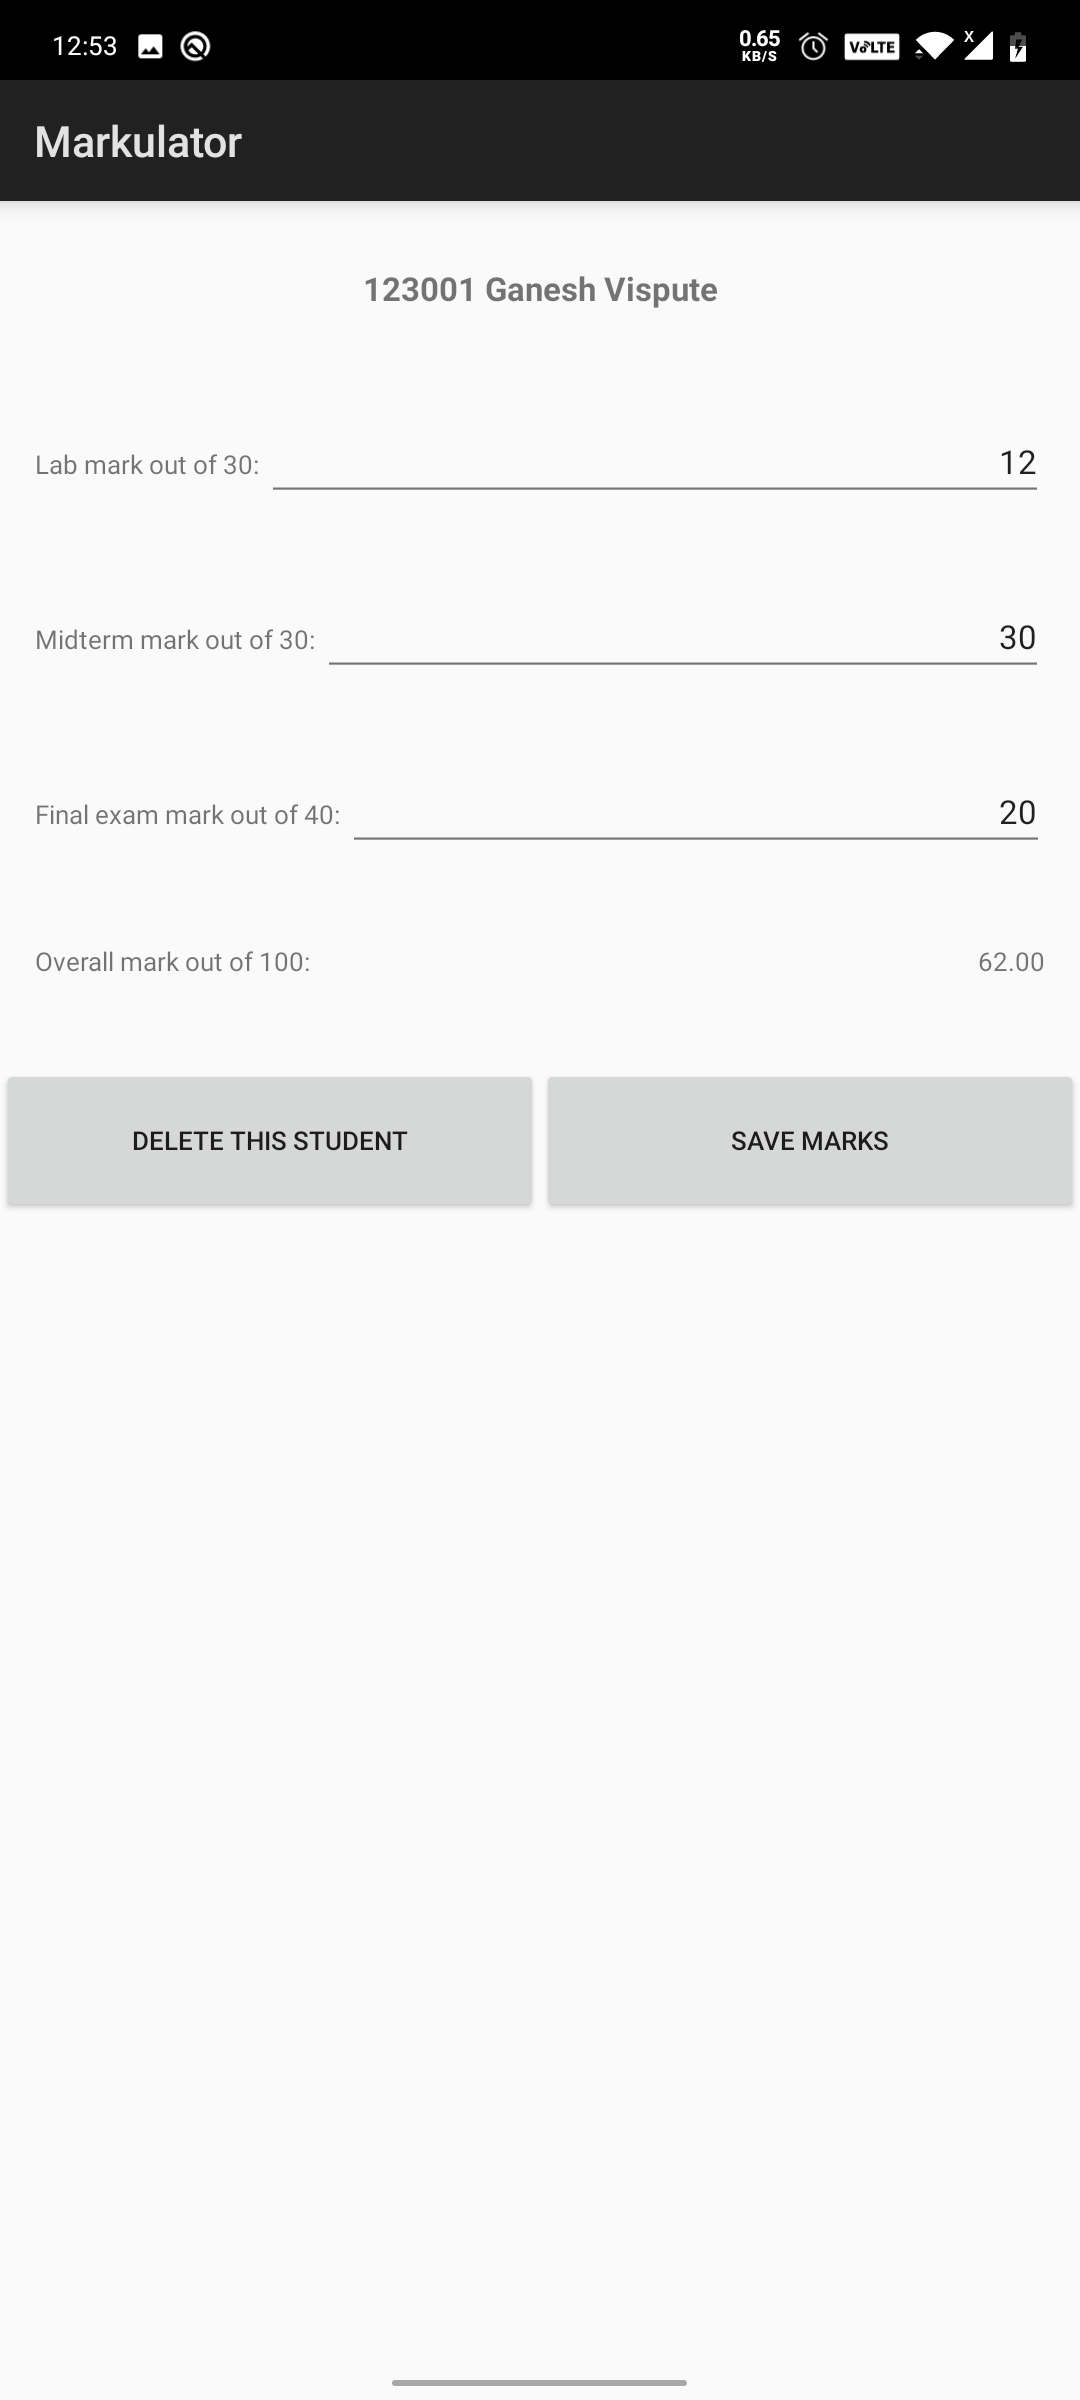 12:53
0.65 KB/S VoLTE x
Markulator
123001 Ganesh Vispute
Lab mark out of 30: 12
Midterm mark out of 30: 30
Final exam mark out of 40: 20
Overall mark out of 100: 62.00
DELETE THIS STUDENT SAVE MARKS